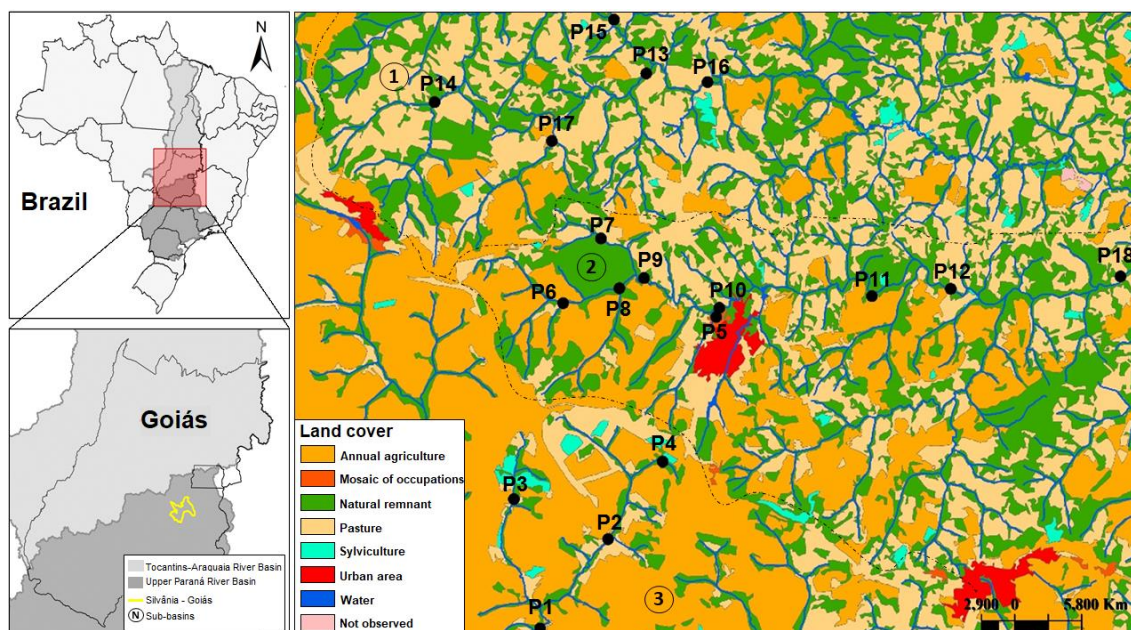 N
Brazil
Goiás
Tocantins-Araquaia River Basin
Upper Paraná River Basin
Silvânia - Goiás
N Sub-basins
P15
P13
P16
1
P14
P17
P7
2
P9
P18
P6
P8
P10
P11
P12
P5
Land cover
Annual agriculture
Mosaic of occupations
Natural remnant
Pasture
Sylviculture
Urban area
Water
Not observed
P4
P3
P2
P1
3
2,900 0 5,800 Km